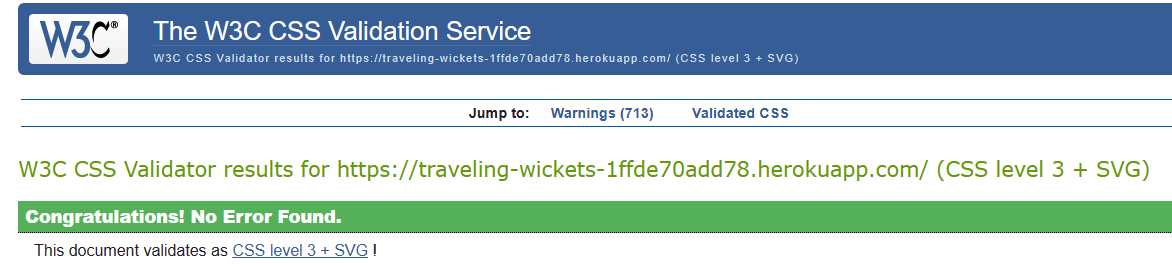 W3C® The W3C CSS Validation Service
W3C CSS Validator results for https://traveling-wickets-1ffde70add78.herokuapp.com/ (CSS level 3 + SVG)
Jump to: Warnings (713) Validated CSS
W3C CSS Validator results for https://traveling-wickets-1ffde70add78.herokuapp.com/ (CSS level 3 + SVG)
Congratulations! No Error Found.
This document validates as CSS level 3 + SVG !